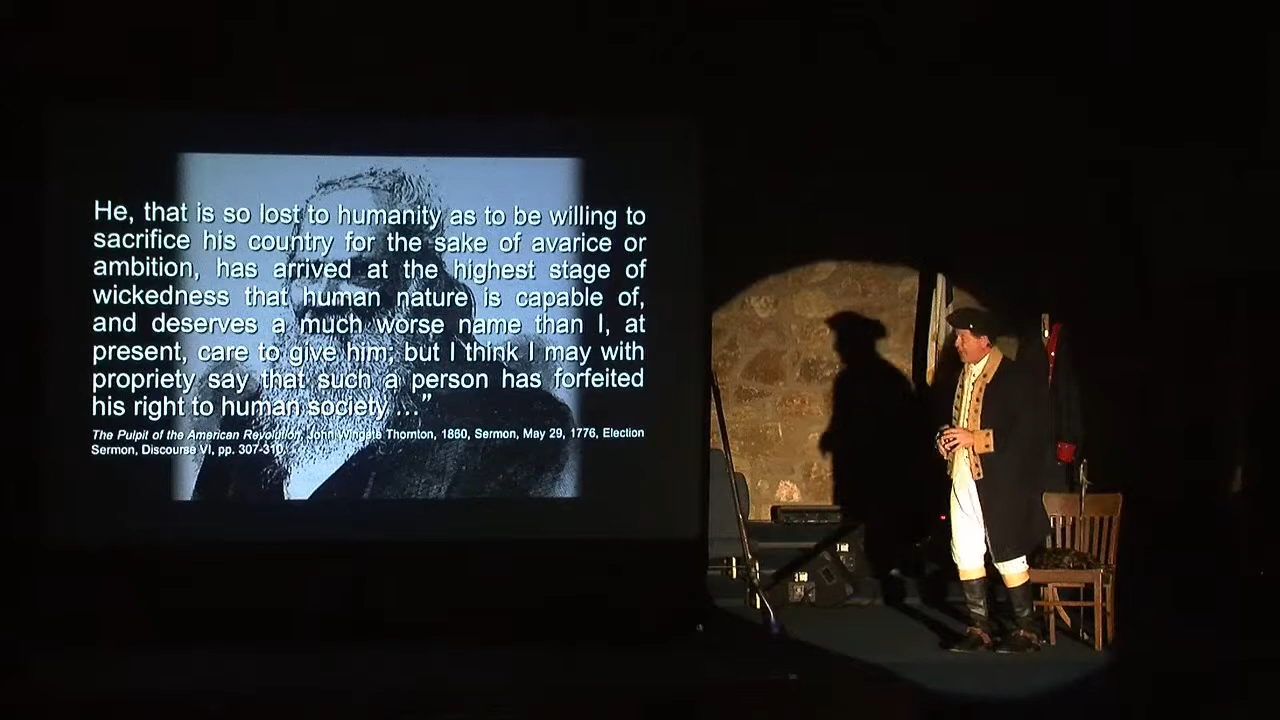 He, that is so lost to humanity as to be willing to
sacrifice his country for the sake of avarice or
ambition, has arrived at the highest stage of
wickedness that human nature is capable of,
and deserves a much worse name than I, at
present, care to give him; but I think I may with
propriety say that such a person has forfeited
his right to human society ...”
The Pulpit of the American Revolution, John Wingate Thornton, 1860, Sermon, May 29, 1776, Election
Sermon, Discourse VI, pp. 307-310.